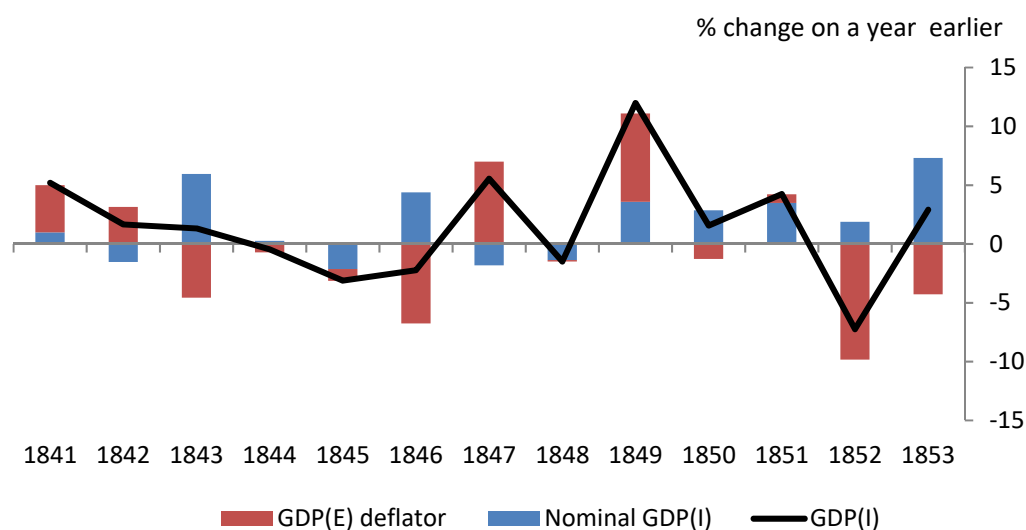 % change on a year earlier
15
10
5
0
-5
-10
-15
1841 1842 1843 1844 1845 1846 1847 1848 1849 1850 1851 1852 1853
GDP(E) deflator Nominal GDP(I) GDP(I)